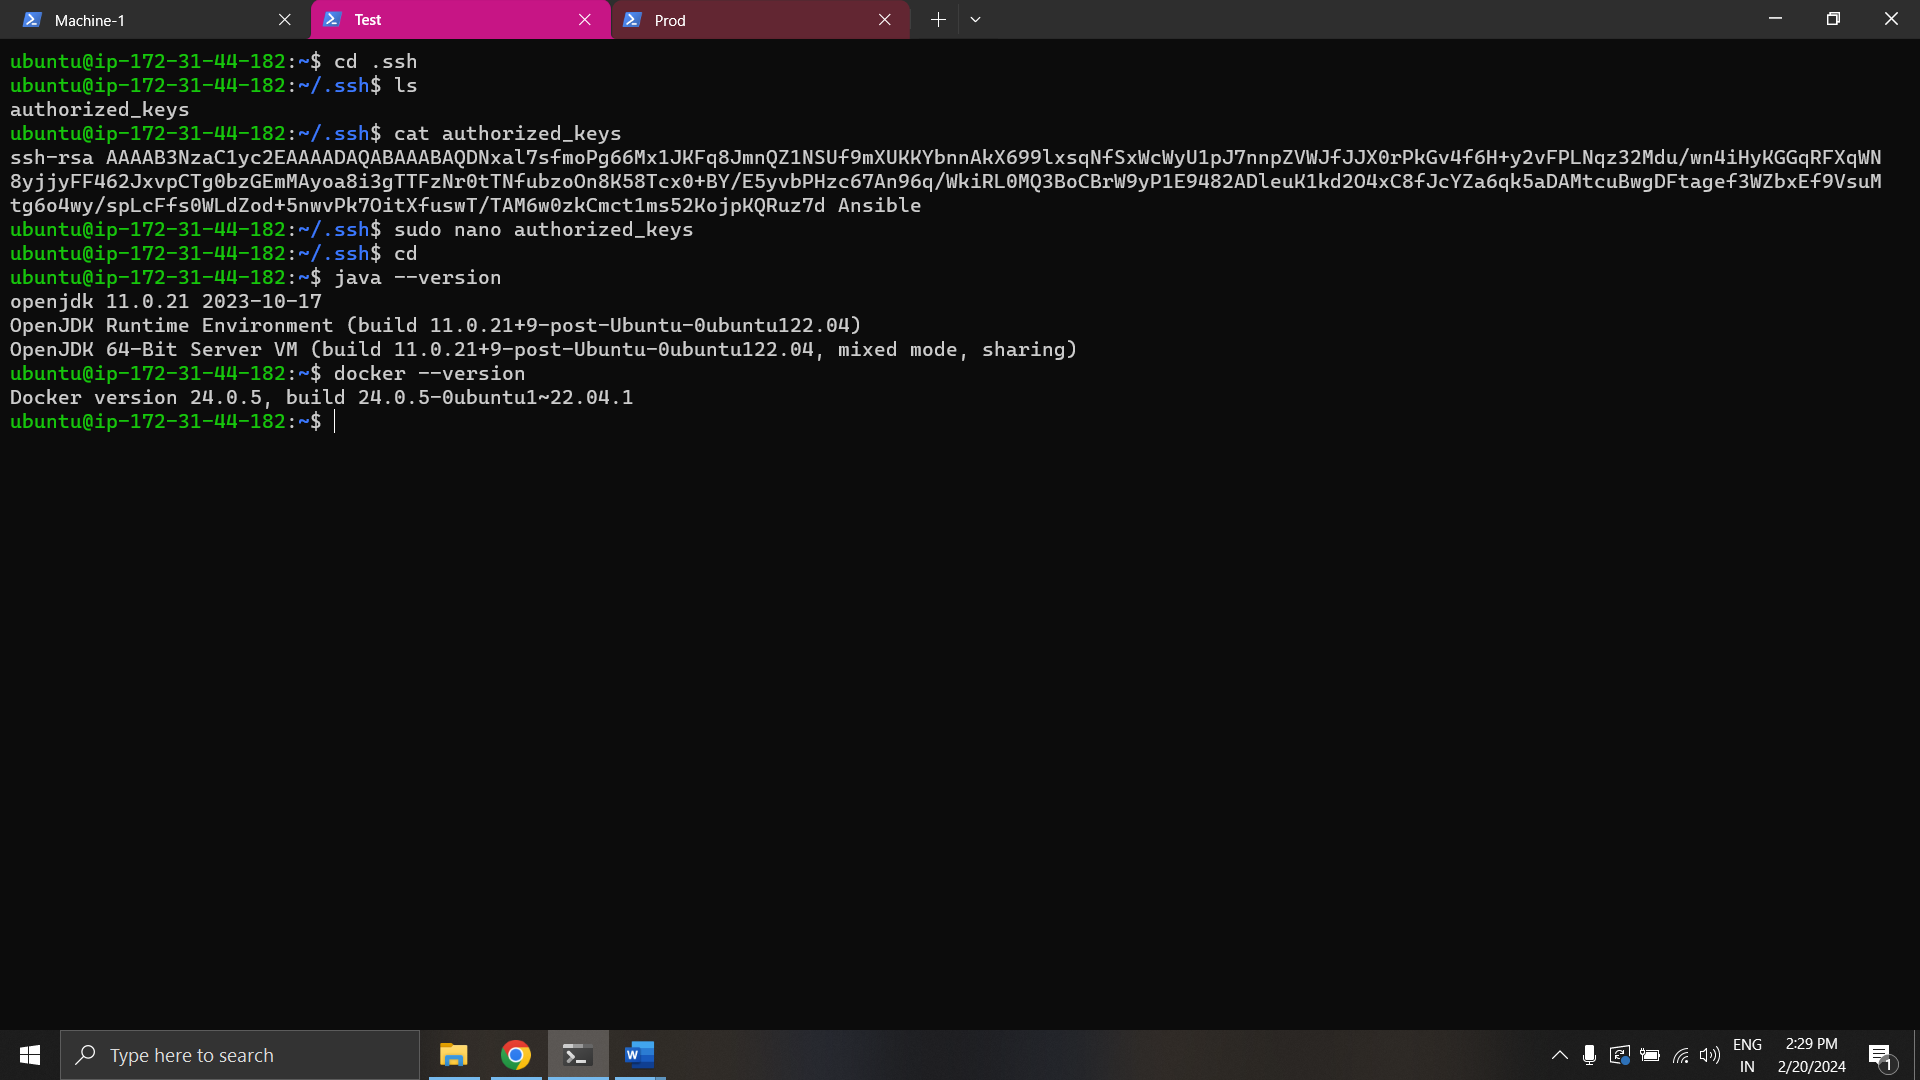 Machine-1
Test
Prod
ubuntu@ip-172-31-44-182:~$ cd .ssh
ubuntu@ip-172-31-44-182:~/.ssh$ ls
authorized_keys
ubuntu@ip-172-31-44-182:~/.ssh$ cat authorized_keys
ssh-rsa AAAAB3NzaC1yc2EAAAADAQABAAABAQDNxal7sfmoPg66Mx1JKFq8JmnQZ1NSUf9mXUKKYbnnAkX699lxsqNfSxWcWyU1pJ7nnpZVWJfJJX0rPkGv4f6H+y2vFPLNqz32Mdu/wn4iHyKGGqRFXqWN
8yjjyFF462JxvpCTg0bzGEmMAyoa8i3gTTFzNr0tTNfubzoOn8K58Tcx0+BY/E5yvbPHzc67An96q/WkiRL0MQ3BoCBrW9yP1E9482ADleuK1kd2O4xC8fJcYZa6qk5aDAMtcuBwgDFtagef3WZbxEf9VsuM
tg6o4wy/spLcFfs0WLdZod+5nwvPk7OitXfuswT/TAM6w0zkCmct1ms52KojpKQRuz7d Ansible
ubuntu@ip-172-31-44-182:~/.ssh$ sudo nano authorized_keys
ubuntu@ip-172-31-44-182:~/.ssh$ cd
ubuntu@ip-172-31-44-182:~$ java --version
openjdk 11.0.21 2023-10-17
OpenJDK Runtime Environment (build 11.0.21+9-post-Ubuntu-0ubuntu122.04)
OpenJDK 64-Bit Server VM (build 11.0.21+9-post-Ubuntu-0ubuntu122.04, mixed mode, sharing)
ubuntu@ip-172-31-44-182:~$ docker --version
Docker version 24.0.5, build 24.0.5-0ubuntu1~22.04.1
ubuntu@ip-172-31-44-182:~$
Type here to search
ENG
IN
2:29 PM
2/20/2024
1